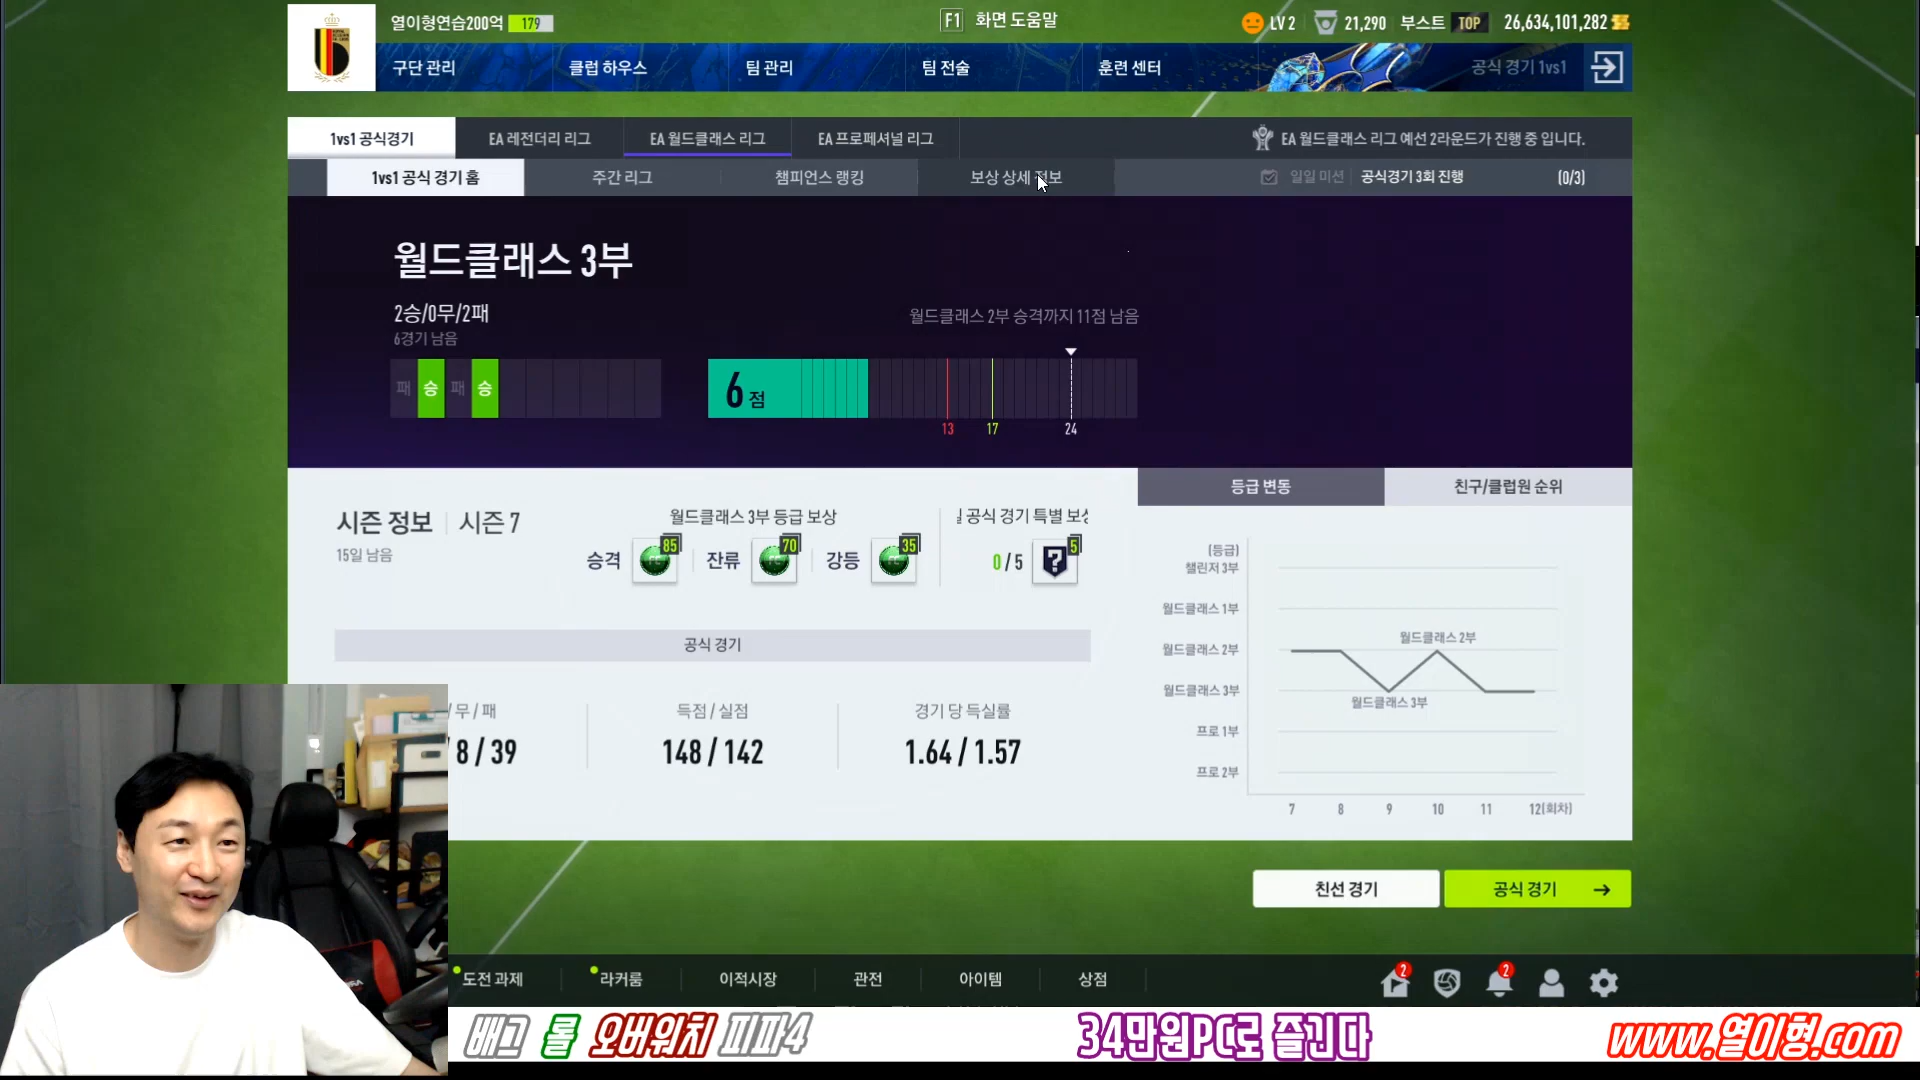 열이형연습200억 179
F1 화면 도움말
LV 2 21,290 부스트 TOP 26,634,101,282
구단 관리 클럽 하우스 팀 관리 팀 전술 훈련 센터 공식 경기 1vs1
1vs1 공식경기 EA 레전더리 리그 EA 월드클래스 리그 EA 프로페셔널 리그 EA 월드클래스 리그 예선 2라운드가 진행 중 입니다.
1vs1 공식 경기 홈 주간 리그 챔피언스 랭킹 보상 상세 정보 일일 미션 공식경기 3회 진행 (0/3)
월드클래스 3부
2승/0무/2패
6경기 남음
월드클래스 2부 승격까지 11점 남음
패 승 패 승
6점
13 17 24
시즌 정보 시즌 7
15일 남음
월드클래스 3부 등급 보상
승격 85 잔류 70 강등 35
공식 경기 특별 보상
0 / 5 5
공식 경기
/ 무 / 패
8 / 39
득점 / 실점
148 / 142
경기 당 득실률
1.64 / 1.57
등급 변동 친구/클럽원 순위
(등급)
챌린저 3부
월드클래스 1부
월드클래스 2부
월드클래스 3부
프로 1부
프로 2부
월드클래스 2부
월드클래스 3부
7 8 9 10 11 12(회차)
친선 경기 공식 경기
도전 과제 라커룸 이적시장 관전 아이템 상점 2 2
배그 롤 오버워치 피파4 34만원PC로 즐긴다 www.열이형.com